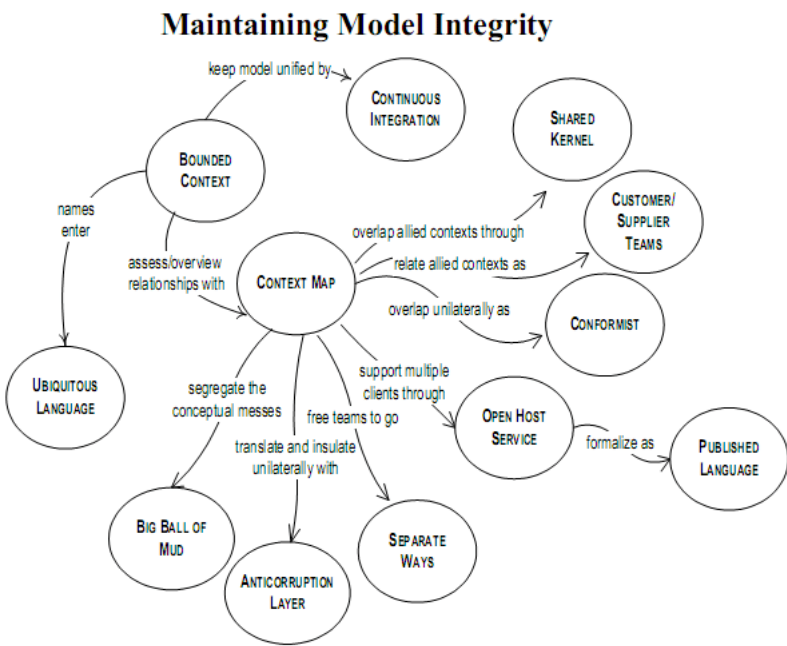 Maintaining Model Integrity
keep model unified by
CONTINUOUS
INTEGRATION
SHARED
KERNEL
BOUNDED
CONTEXT
CUSTOMER/
SUPPLIER
TEAMS
names
enter
overlap allied contexts through
assess/overview
relationships with
relate allied contexts as
CONTEXT MAP
overlap unilaterally as
CONFORMIST
UBIQUITOUS
LANGUAGE
segregate the
conceptual messes
support multiple
clients through
free teams to go
OPEN HOST
SERVICE
formalize as
PUBLISHED
LANGUAGE
translate and insulate
unilaterally with
BIG BALL OF
MUD
SEPARATE
WAYS
ANTICORRUPTION
LAYER